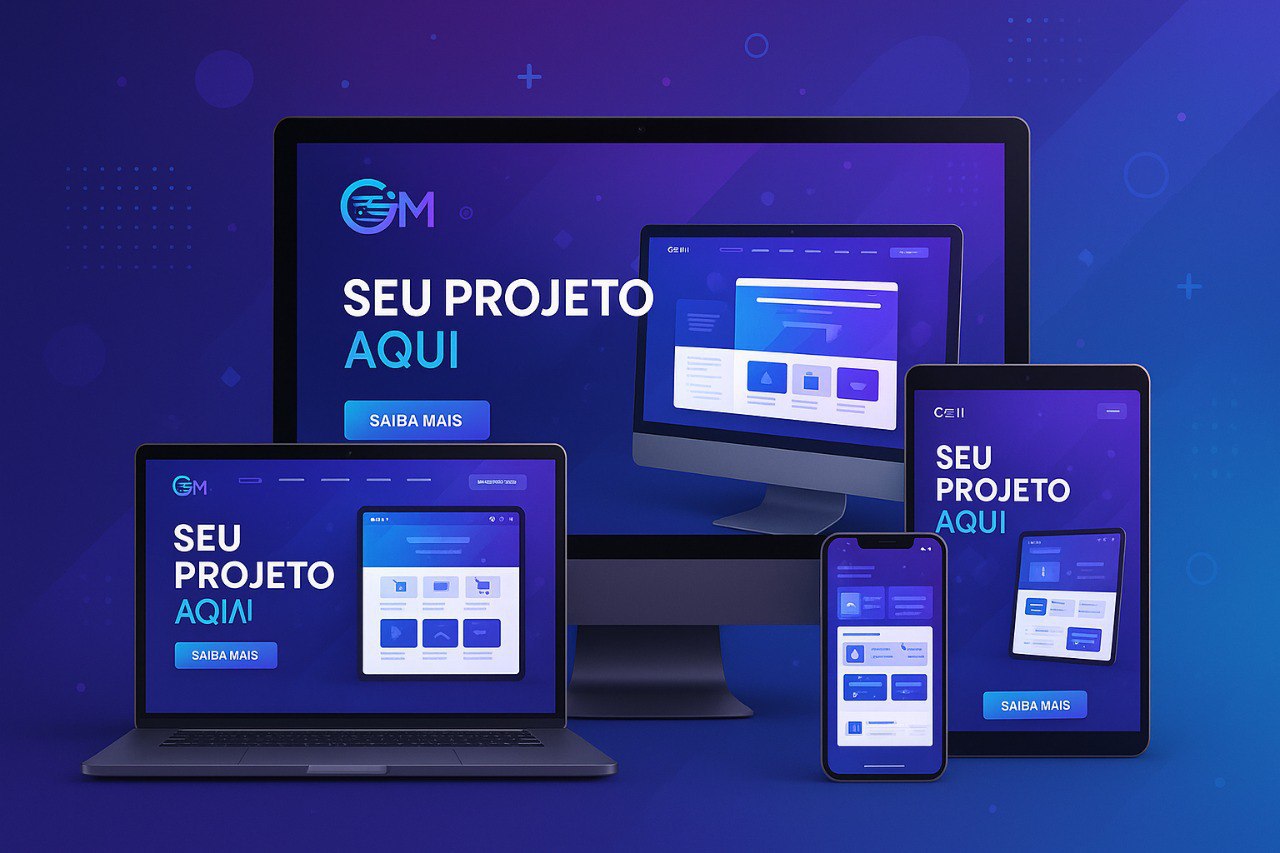 GM
SEU PROJETO
AQUI
SAIBA MAIS
GM
SEU
PROJETO
AQIAI
SAIBA MAIS
SEU
PROJETO
AQUI
SAIBA MAIS